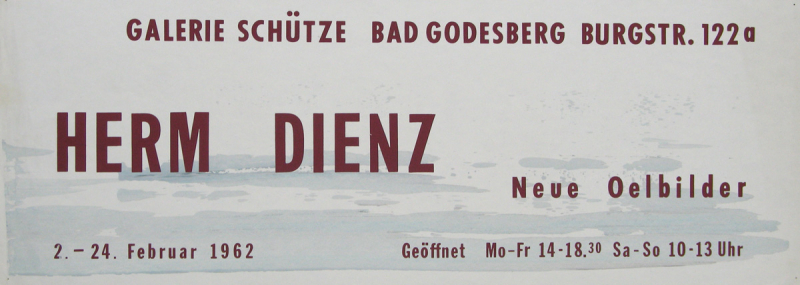 GALERIE SCHÜTZE BAD GODESBERG BURGSTR. 122a
HERM DIENZ
Neue Oelbilder
2.–24. Februar 1962 Geöffnet Mo-Fr 14-18.30 Sa-So 10-13 Uhr